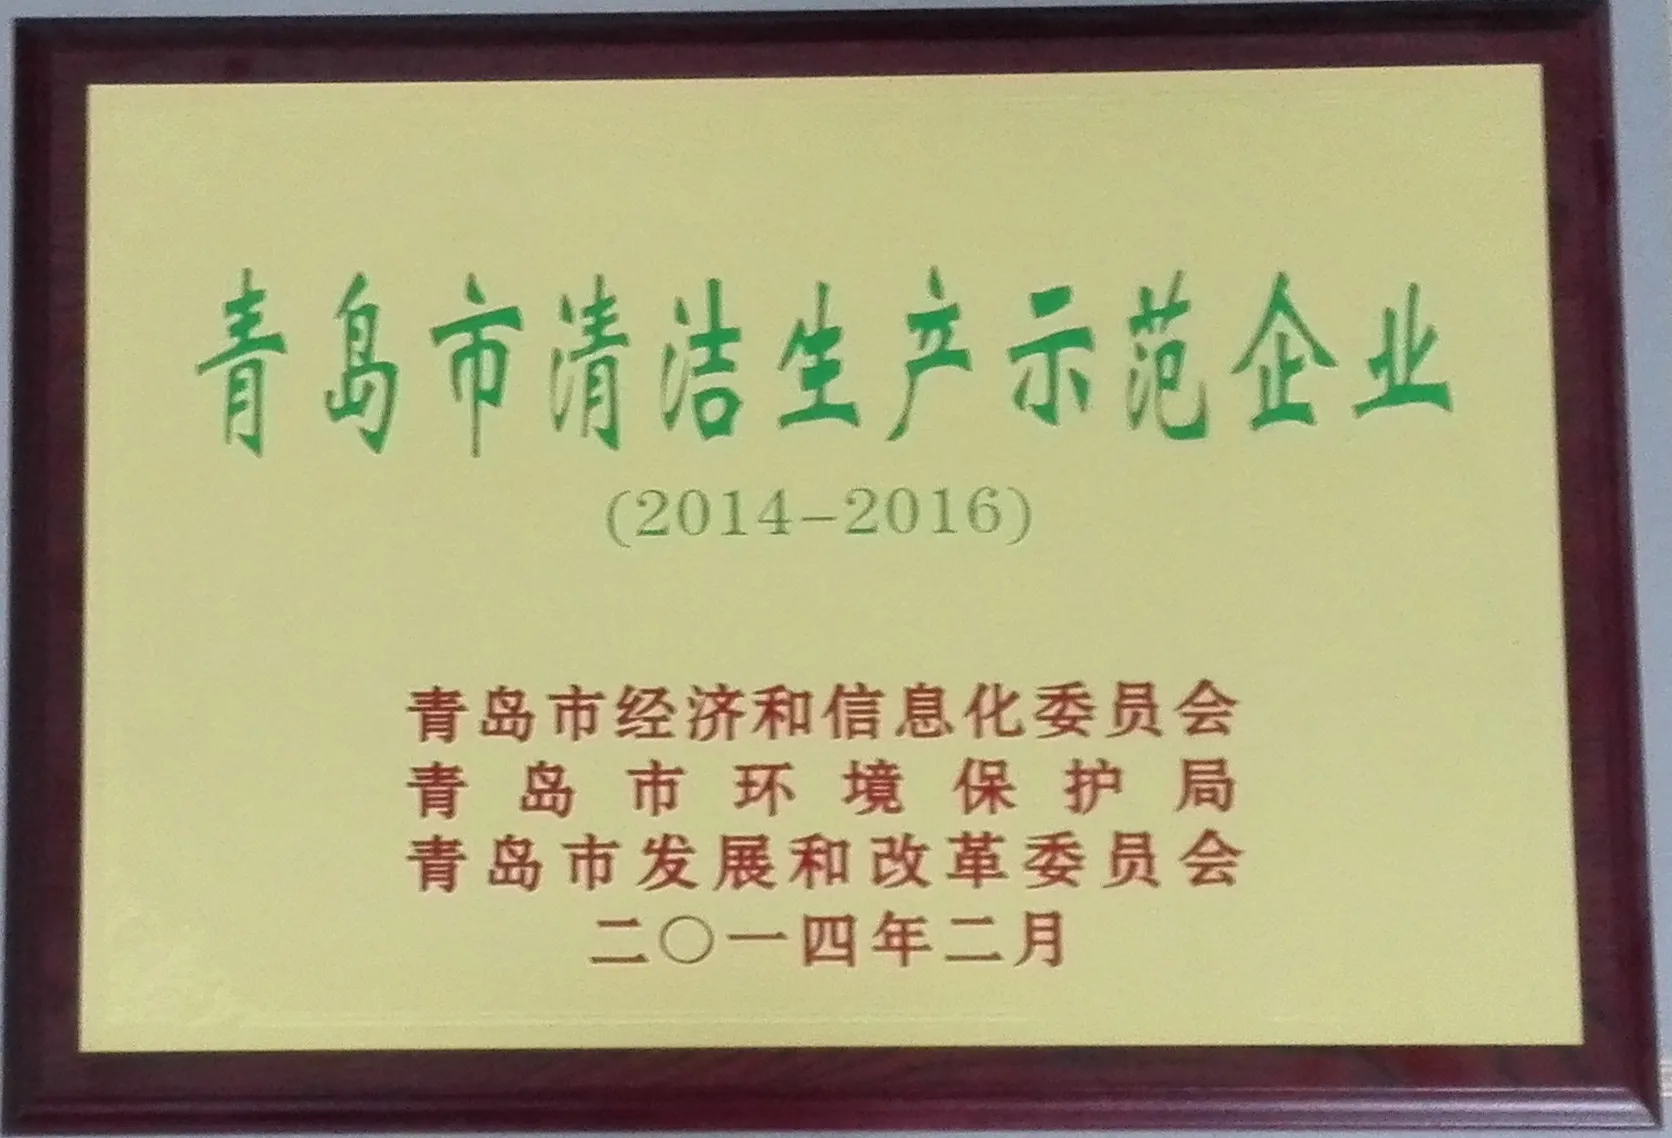 青岛市清洁生产示范企业
(2014-2016)
青岛市经济和信息化委员会
青岛市环境保护局
青岛市发展和改革委员会
二〇一四年二月